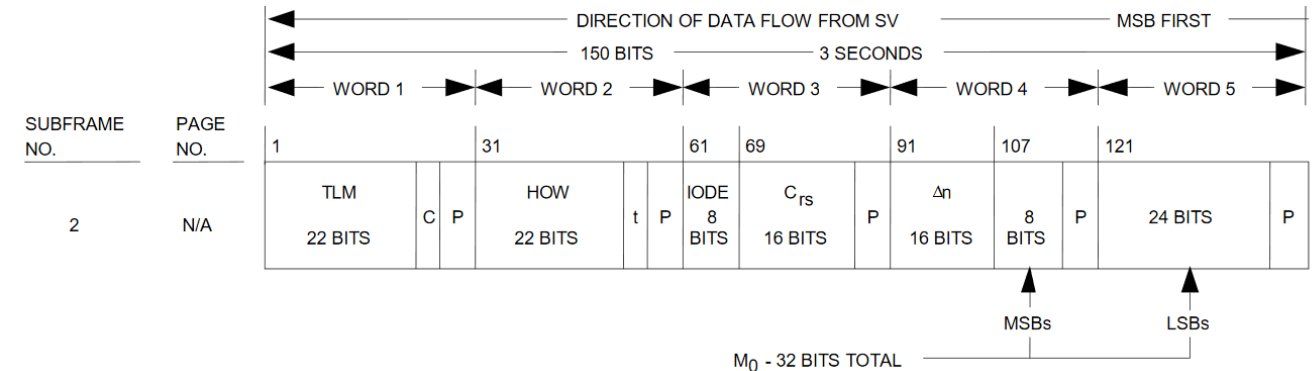 DIRECTION OF DATA FLOW FROM SV MSB FIRST
150 BITS 3 SECONDS
WORD 1 WORD 2 WORD 3 WORD 4 WORD 5
SUBFRAME NO. PAGE NO.
1 31 61 69 91 107 121
2 N/A
TLM 22 BITS C P
HOW 22 BITS t P
IODE 8 BITS
Crs 16 BITS P
Δn 16 BITS
8 BITS P
24 BITS P
MSBs LSBs
M0 - 32 BITS TOTAL